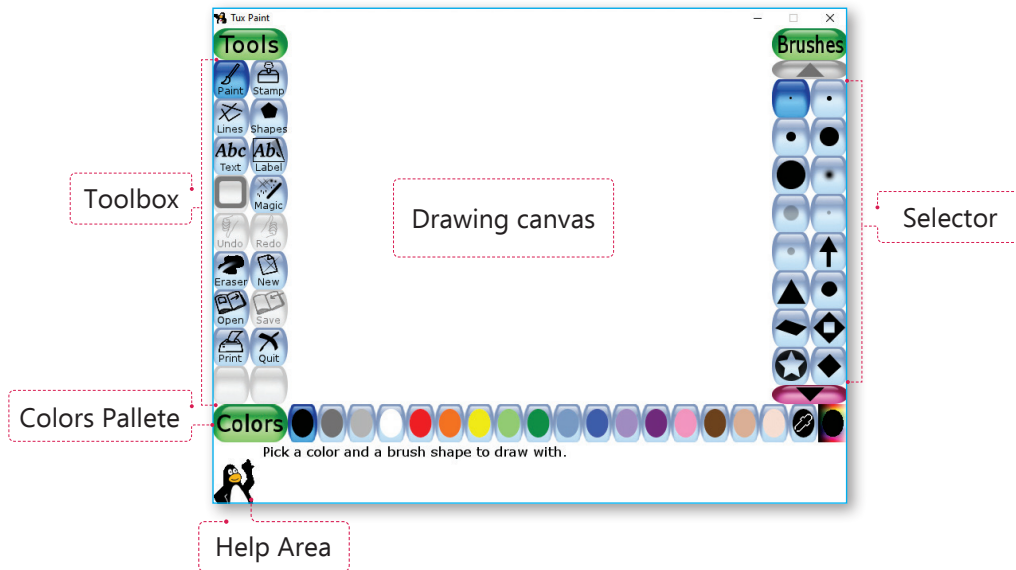 Tux Paint
Tools
Brushes
Paint Stamp
Lines Shapes
Abc Abc
Text Label
Magic
Undo Redo
Eraser New
Open Save
Print Quit
Toolbox
Drawing canvas
Selector
Colors Pallete
Colors
Pick a color and a brush shape to draw with.
Help Area